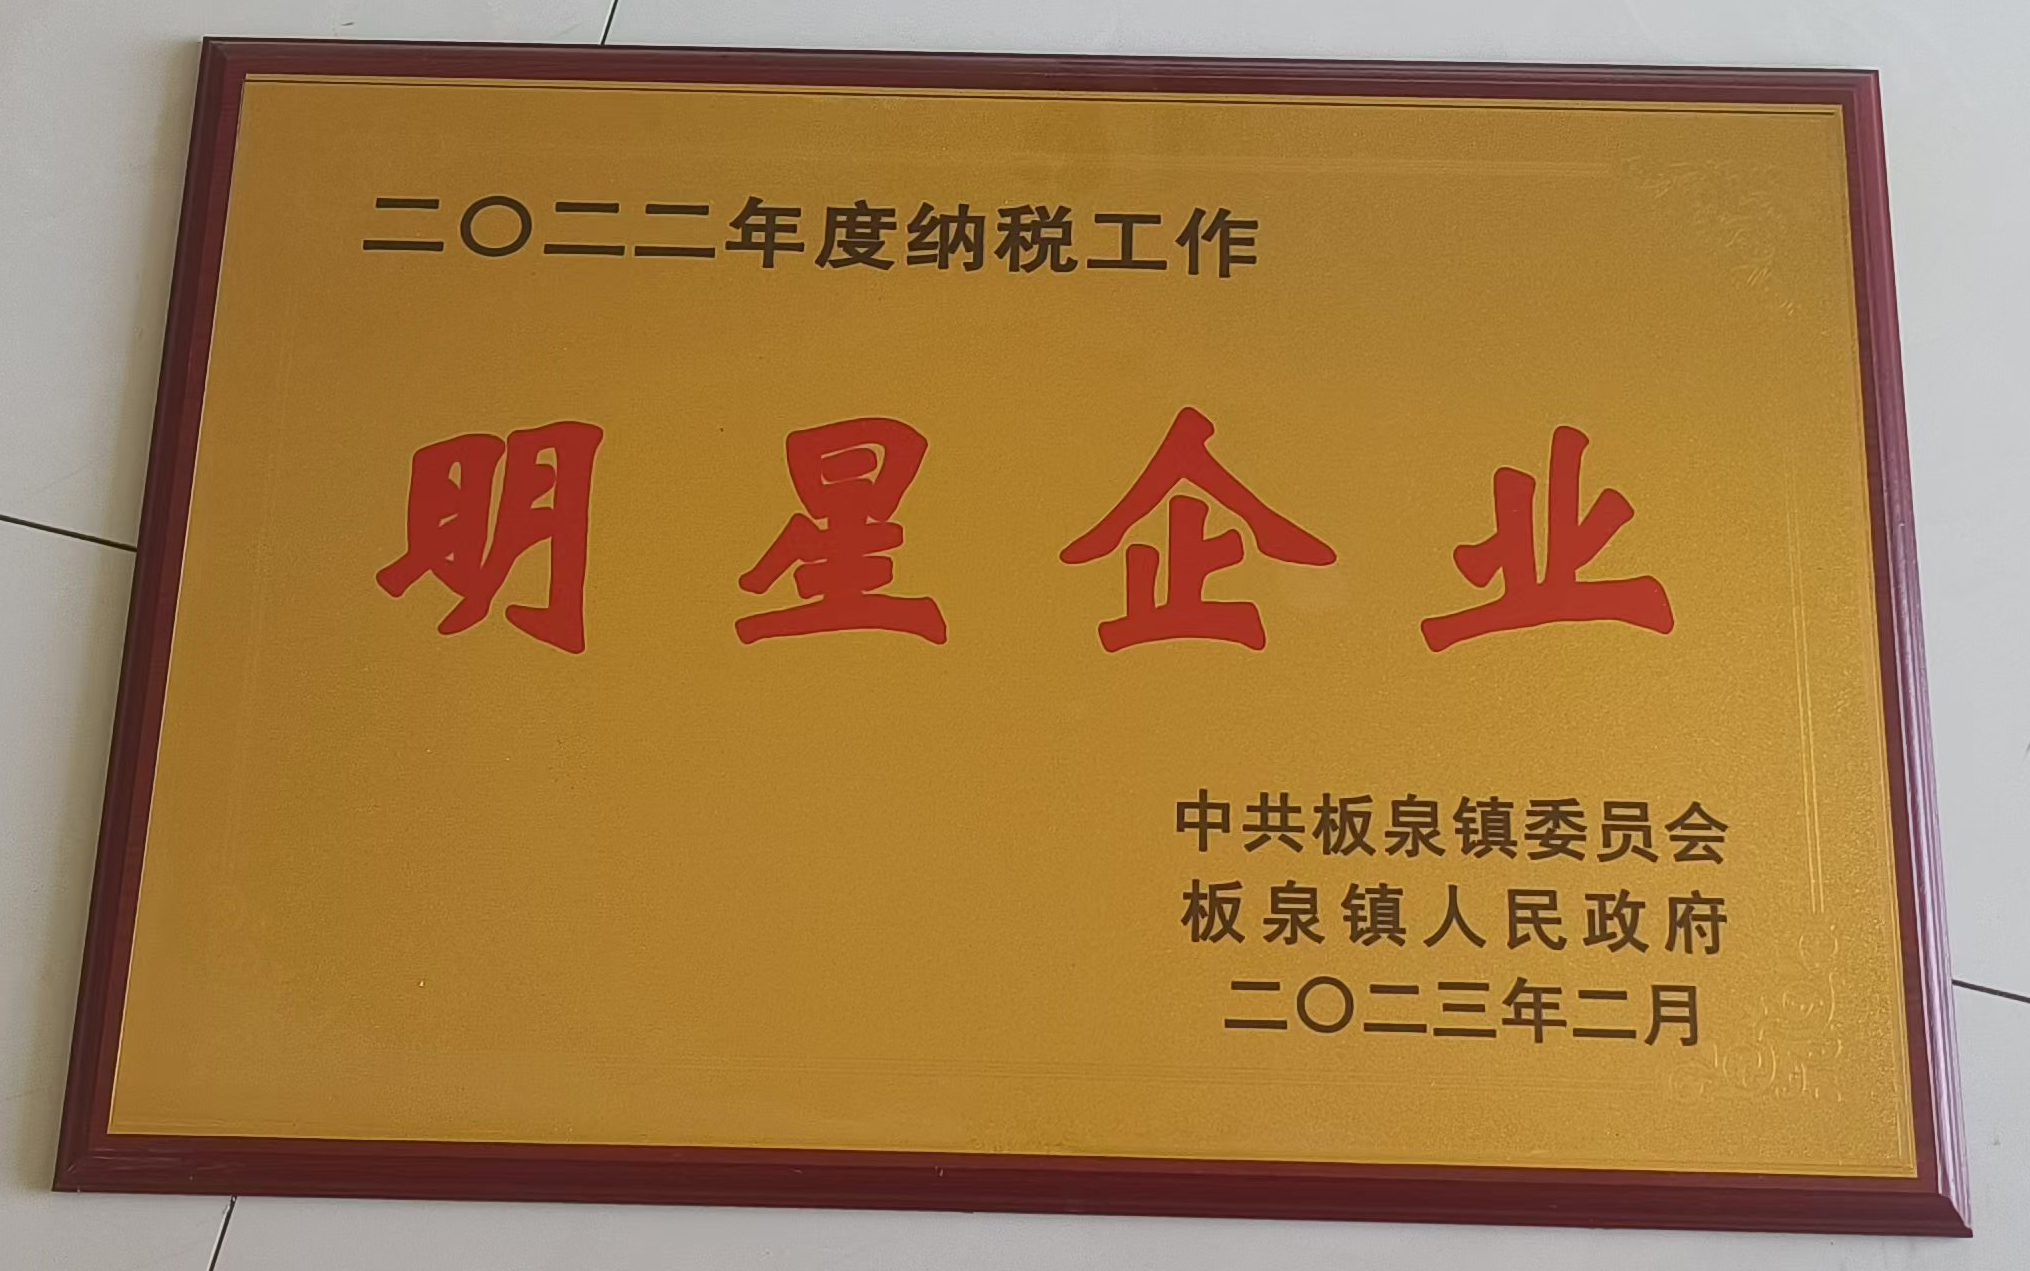 二〇二二年度纳税工作
明星企业
中共板泉镇委员会
板泉镇人民政府
二〇二三年二月